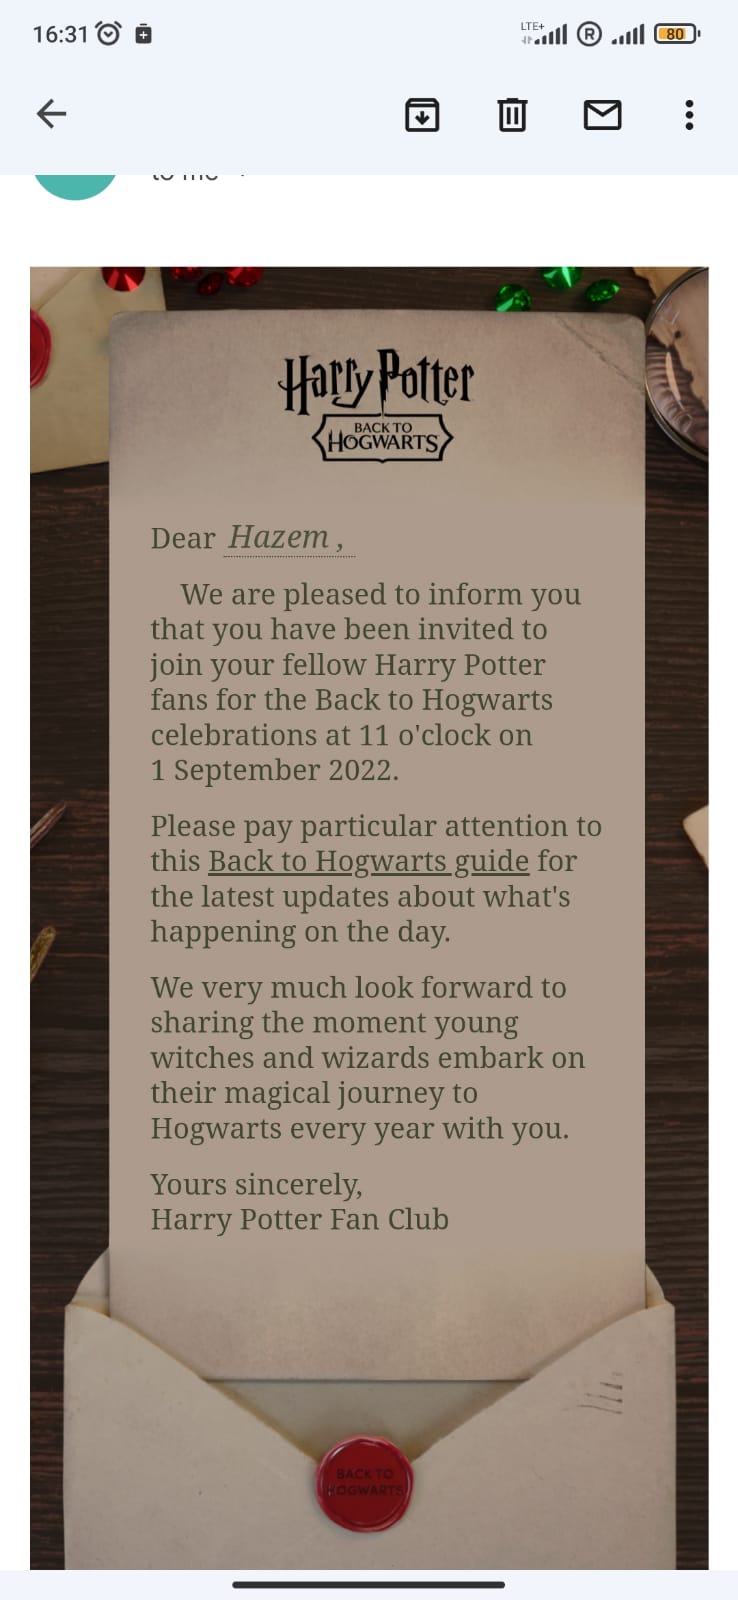 16:31 LTE+ R 80
to me
Harry Potter
BACK TO
HOGWARTS
Dear Hazem ,
We are pleased to inform you
that you have been invited to
join your fellow Harry Potter
fans for the Back to Hogwarts
celebrations at 11 o'clock on
1 September 2022.
Please pay particular attention to
this Back to Hogwarts guide for
the latest updates about what's
happening on the day.
We very much look forward to
sharing the moment young
witches and wizards embark on
their magical journey to
Hogwarts every year with you.
Yours sincerely,
Harry Potter Fan Club
BACK TO
HOGWARTS